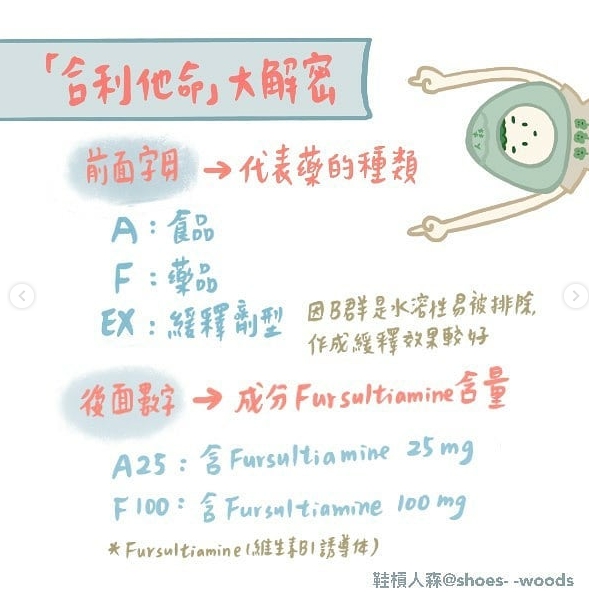 「合利他命」大解密
前面字母 → 代表藥的種類
A：食品
F：藥品
EX：緩釋劑型
因B群是水溶性易被排除,
作成緩釋效果較好
後面數字 → 成分Fursultiamine含量
A25：含Fursultiamine 25mg
F100：含Fursultiamine 100mg
*Fursultiamine(維生素B1誘導体)
鞋槓人森@shoes- -woods